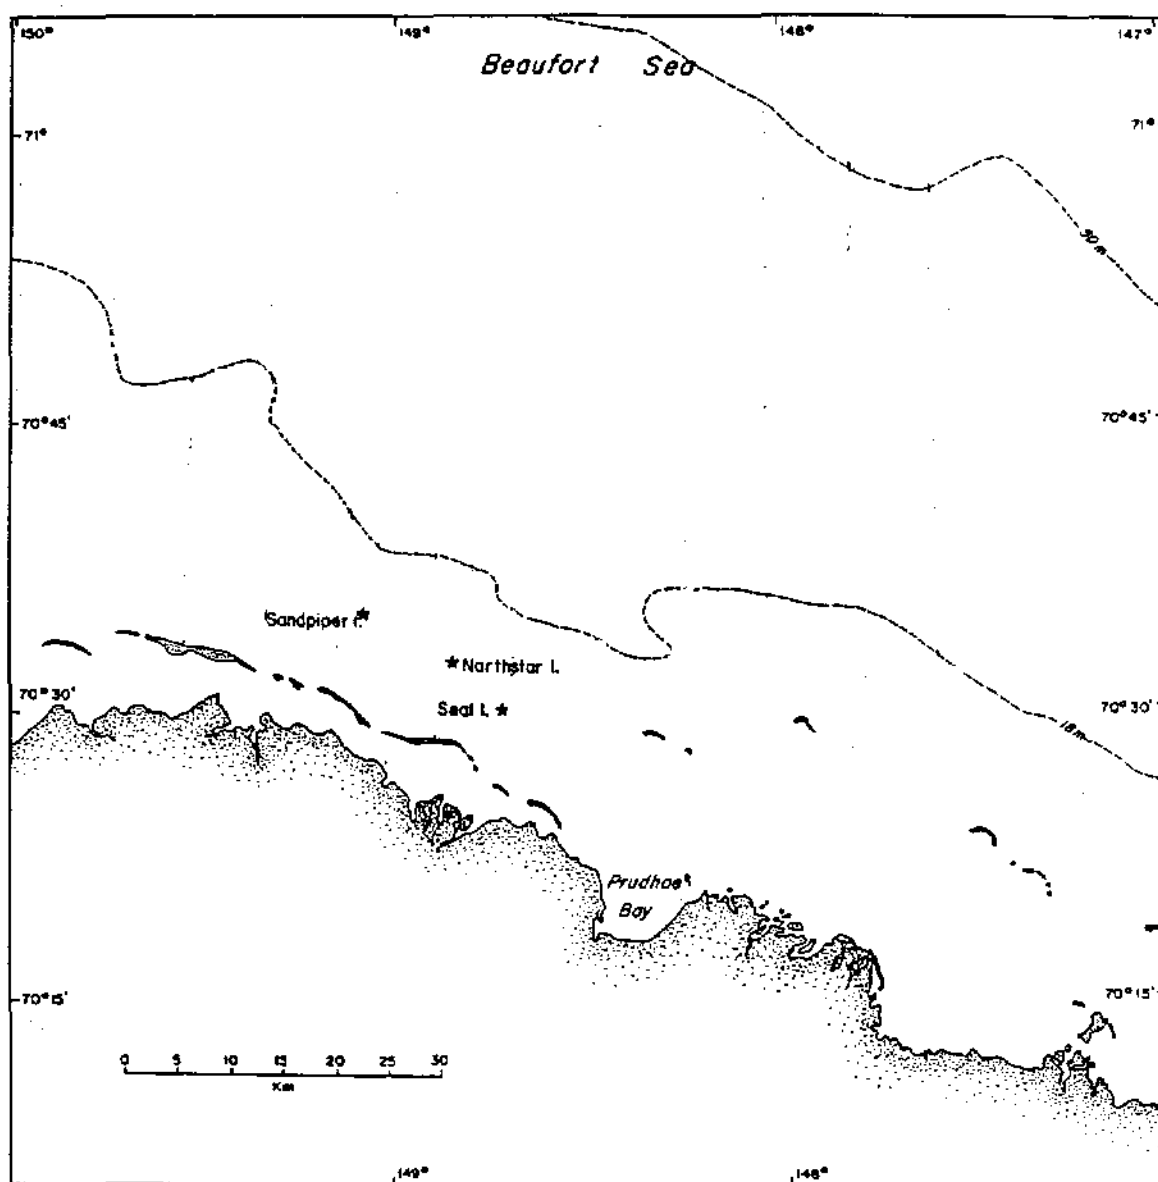 150° 149° 148° 147°
Beaufort Sea
71° 71°
50m
70°45' 70°45'
Sandpiper I.
Northstar I.
70°30' Seal I. 70°30'
18m
Prudhoe
Bay
70°15' 70°15'
0 5 10 15 20 25 30
Km
149° 148°